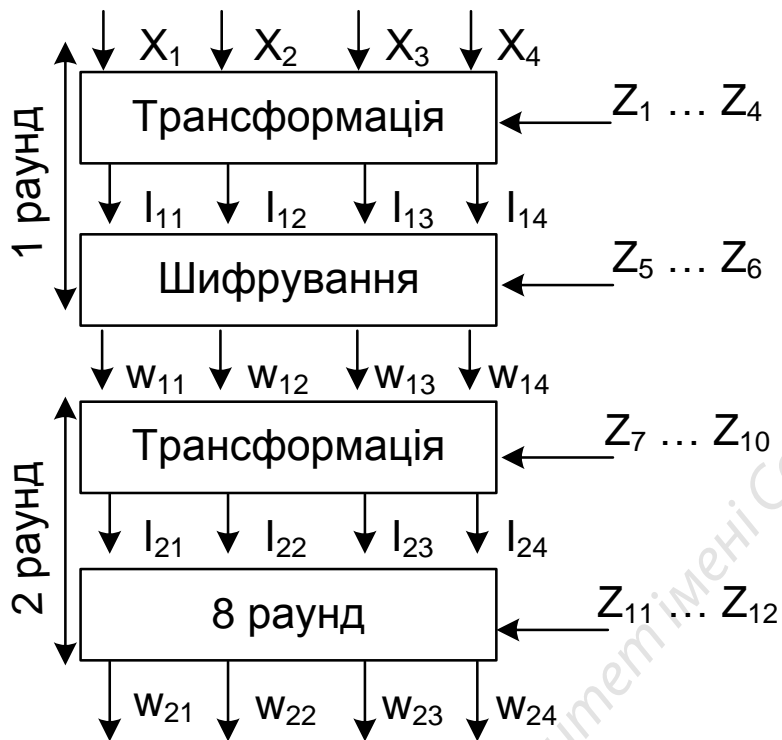 X₁ X₂ X₃ X₄
1 раунд
Трансформація
Z₁ … Z₄
I₁₁ I₁₂ I₁₃ I₁₄
Шифрування
Z₅ … Z₆
w₁₁ w₁₂ w₁₃ w₁₄
2 раунд
Трансформація
Z₇ … Z₁₀
I₂₁ I₂₂ I₂₃ I₂₄
8 раунд
Z₁₁ … Z₁₂
w₂₁ w₂₂ w₂₃ w₂₄
імені